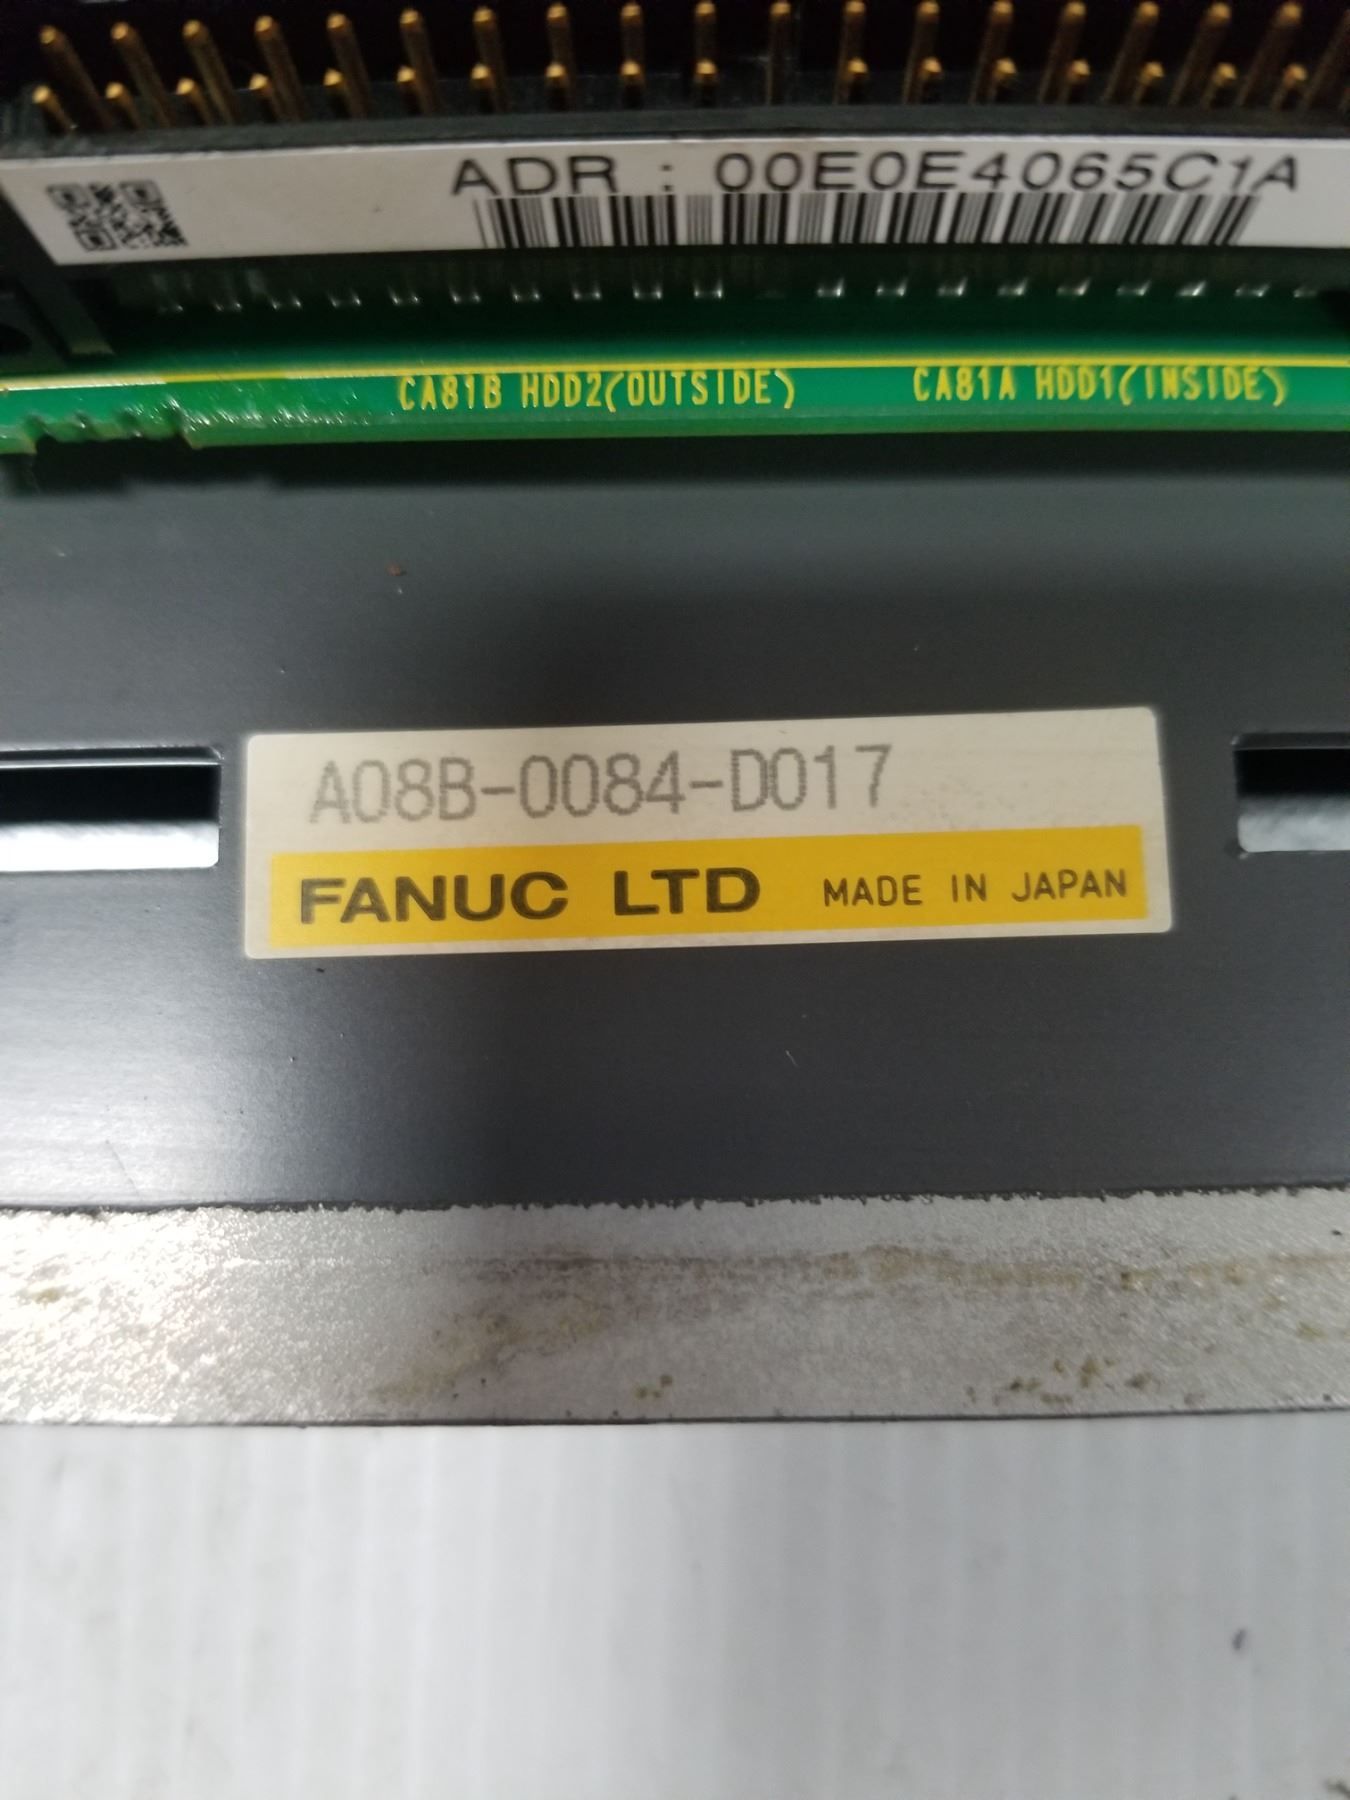 ADR : 00E0E4065C1A
CA81B HDD2(OUTSIDE) CA81A HDD1(INSIDE)
A08B-0084-D017
FANUC LTD MADE IN JAPAN